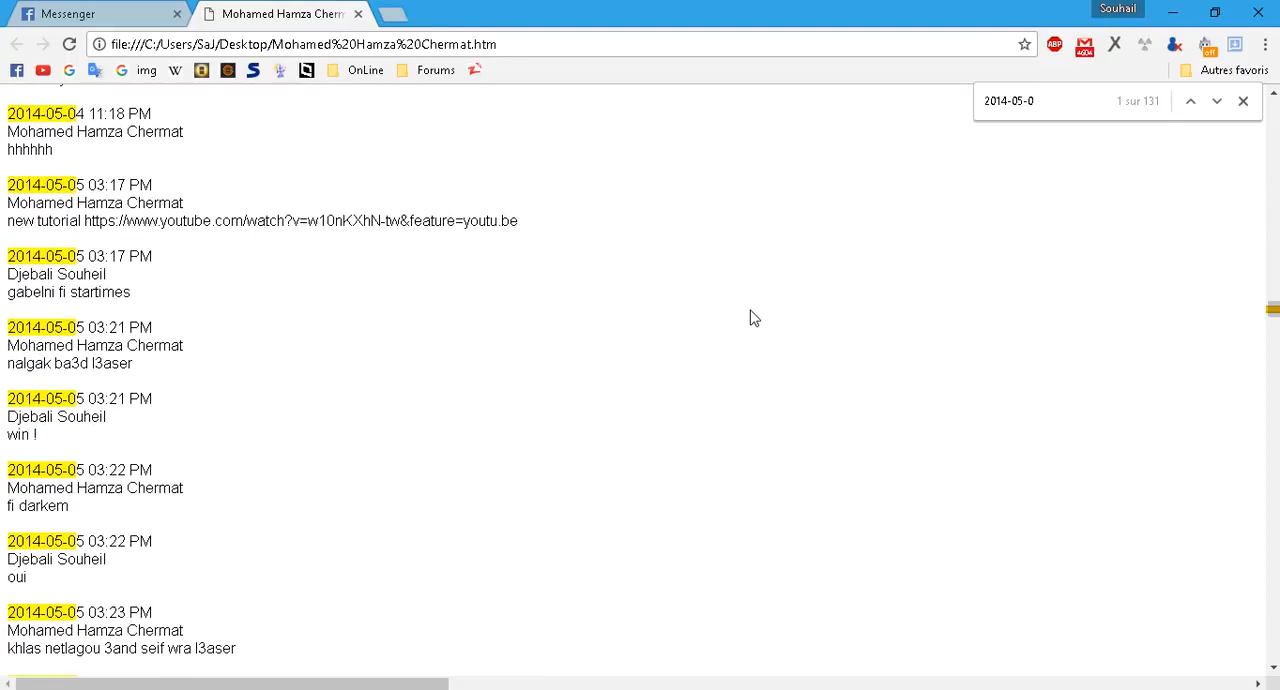 Messenger
Mohamed Hamza Cherm
Souhail
file:///C:/Users/SaJ/Desktop/Mohamed%20Hamza%20Chermat.htm
ABP
4604
off
img
OnLine
Forums
Autres favoris
2014-05-0
1 sur 131
2014-05-04 11:18 PM
Mohamed Hamza Chermat
hhhhhh
2014-05-05 03:17 PM
Mohamed Hamza Chermat
new tutorial https://www.youtube.com/watch?v=w10nKXhN-tw&feature=youtu.be
2014-05-05 03:17 PM
Djebali Souheil
gabelni fi startimes
2014-05-05 03:21 PM
Mohamed Hamza Chermat
nalgak ba3d l3aser
2014-05-05 03:21 PM
Djebali Souheil
win !
2014-05-05 03:22 PM
Mohamed Hamza Chermat
fi darkem
2014-05-05 03:22 PM
Djebali Souheil
oui
2014-05-05 03:23 PM
Mohamed Hamza Chermat
khlas netlagou 3and seif wra l3aser